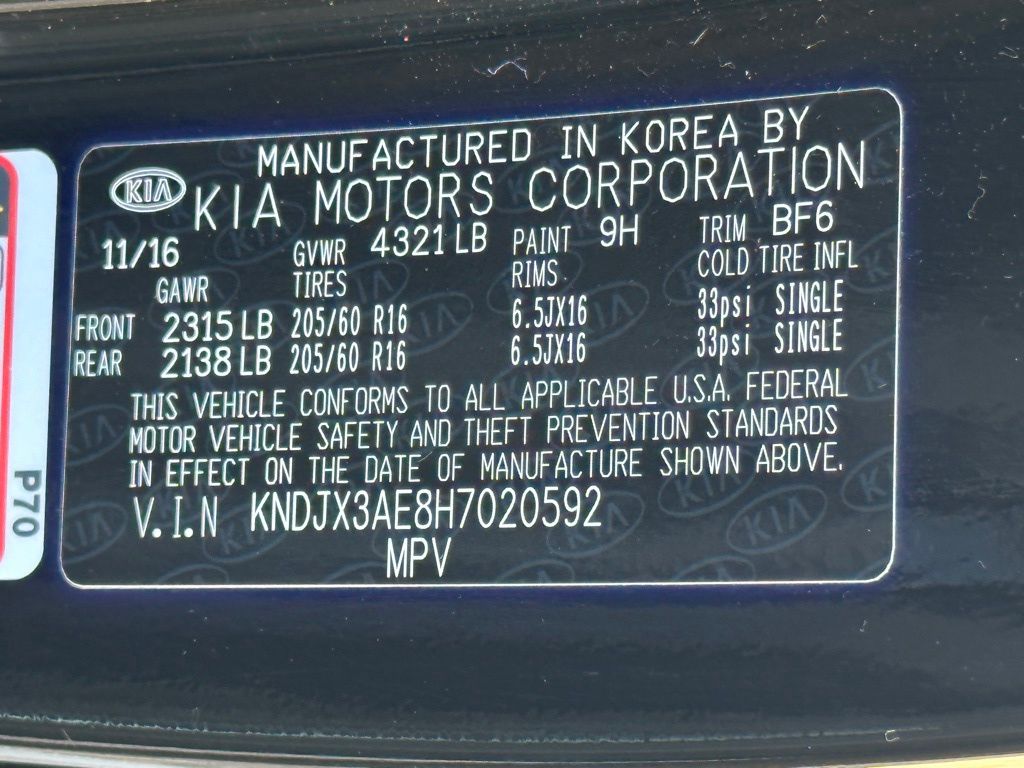 MANUFACTURED IN KOREA BY
KIA KIA MOTORS CORPORATION
11/16 GVWR 4321 LB PAINT 9H TRIM BF6
GAWR TIRES RIMS COLD TIRE INFL
FRONT 2315 LB 205/60 R16 6.5JX16 33psi SINGLE
REAR 2138 LB 205/60 R16 6.5JX16 33psi SINGLE
THIS VEHICLE CONFORMS TO ALL APPLICABLE U.S.A. FEDERAL
MOTOR VEHICLE SAFETY AND THEFT PREVENTION STANDARDS
IN EFFECT ON THE DATE OF MANUFACTURE SHOWN ABOVE.
V.I.N KNDJX3AE8H7020592
MPV
P70